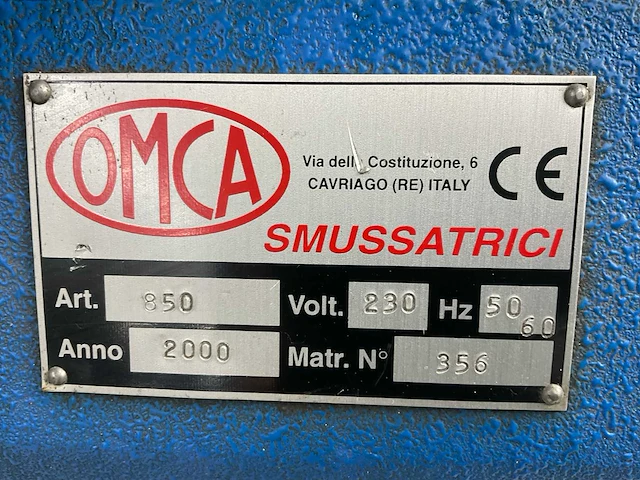 OMCA
Via della Costituzione, 6
CAVRIAGO (RE) ITALY
CE
SMUSSATRICI
Art. 850 Volt. 230 Hz 50 60
Anno 2000 Matr. N° 356